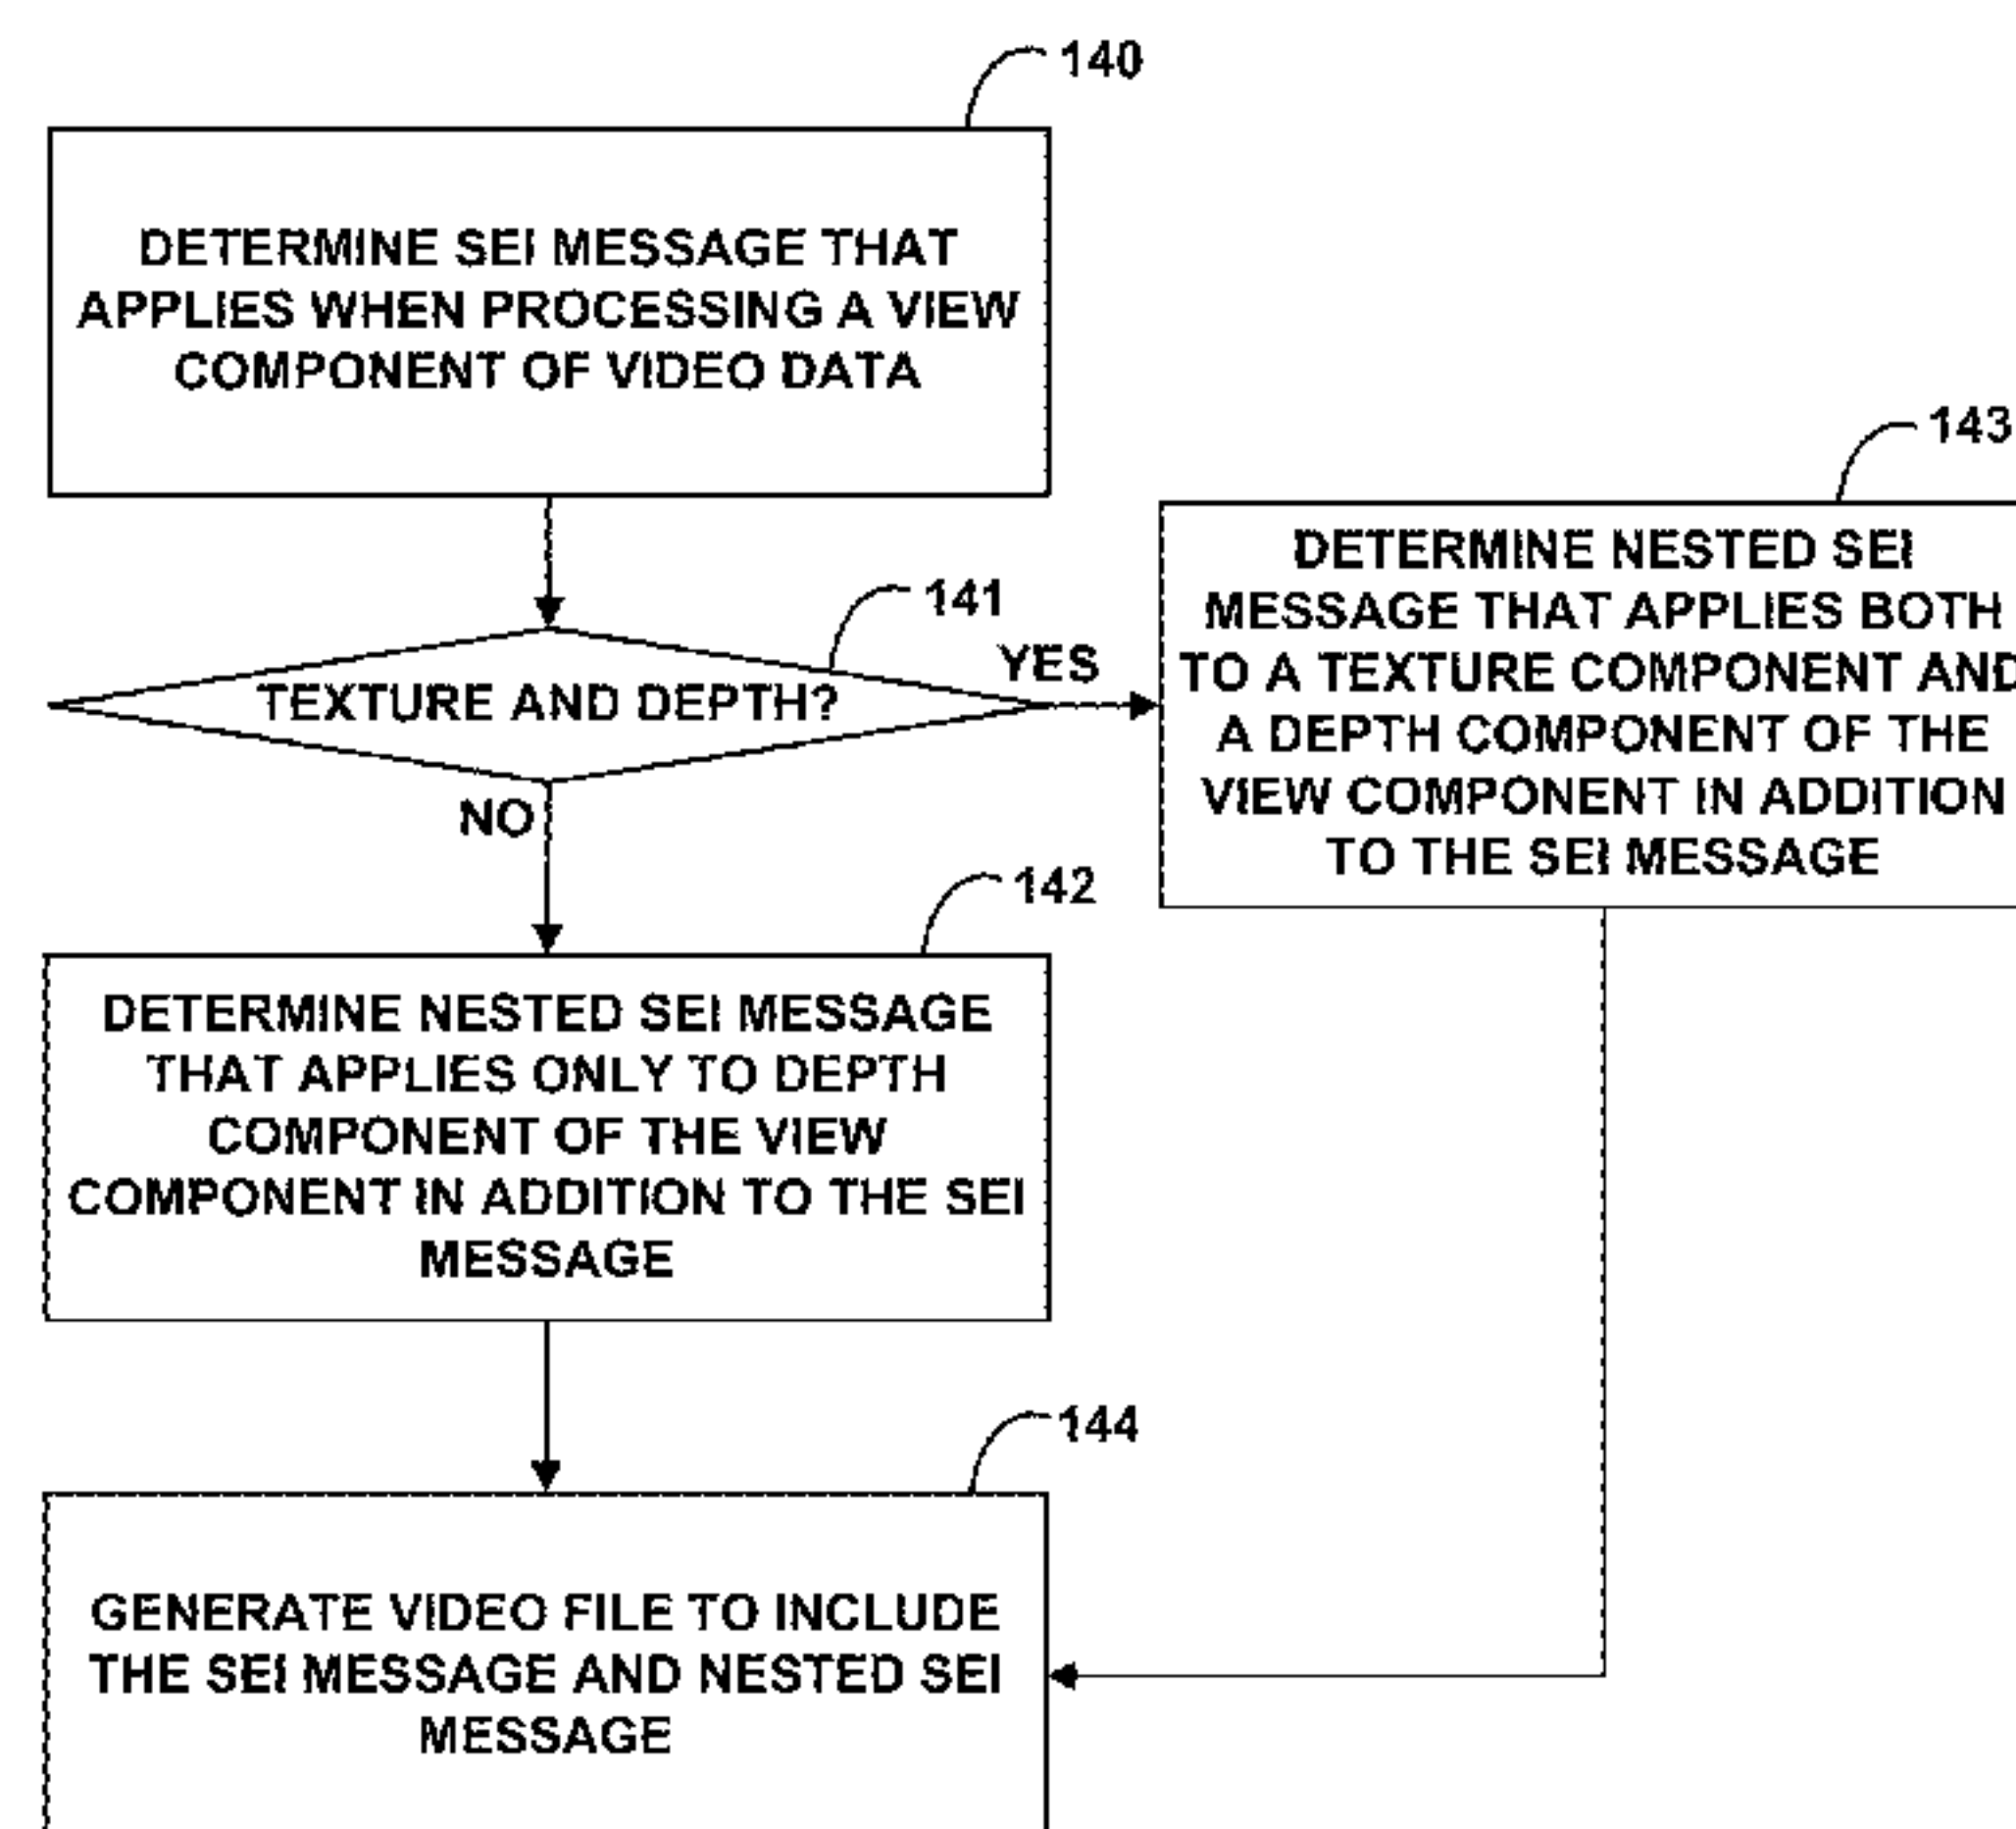 140
DETERMINE SEI MESSAGE THAT
APPLIES WHEN PROCESSING A VIEW
COMPONENT OF VIDEO DATA
141
TEXTURE AND DEPTH?
YES
NO
143
DETERMINE NESTED SEI
MESSAGE THAT APPLIES BOTH
TO A TEXTURE COMPONENT AND
A DEPTH COMPONENT OF THE
VIEW COMPONENT IN ADDITION
TO THE SEI MESSAGE
142
DETERMINE NESTED SEI MESSAGE
THAT APPLIES ONLY TO DEPTH
COMPONENT OF THE VIEW
COMPONENT IN ADDITION TO THE SEI
MESSAGE
144
GENERATE VIDEO FILE TO INCLUDE
THE SEI MESSAGE AND NESTED SEI
MESSAGE